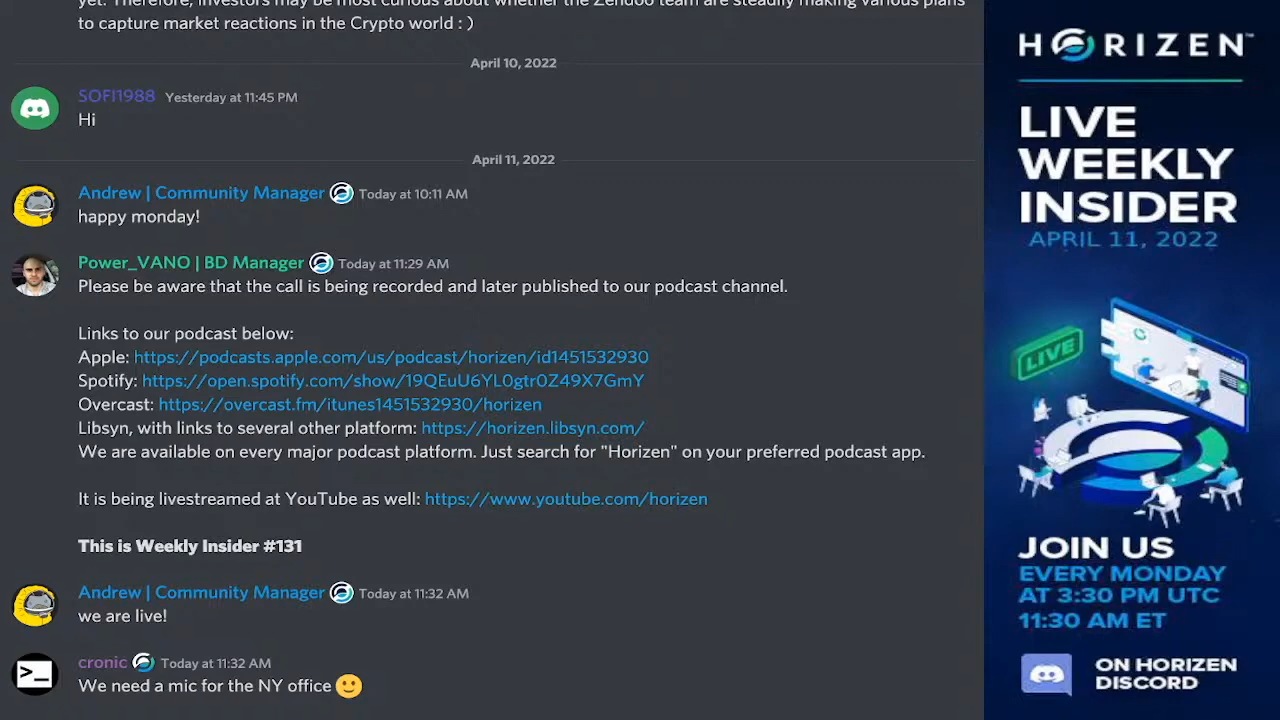 yet. Therefore, investors may be most curious about whether the Zendoo team are steadily making various plans
to capture market reactions in the Crypto world : )
April 10, 2022
SOFI1988 Yesterday at 11:45 PM
Hi
April 11, 2022
Andrew | Community Manager Today at 10:11 AM
happy monday!
Power_VANO | BD Manager Today at 11:29 AM
Please be aware that the call is being recorded and later published to our podcast channel.
Links to our podcast below:
Apple: https://podcasts.apple.com/us/podcast/horizen/id1451532930
Spotify: https://open.spotify.com/show/19QEuU6YL0gtr0Z49X7GmY
Overcast: https://overcast.fm/itunes1451532930/horizen
Libsyn, with links to several other platform: https://horizen.libsyn.com/
We are available on every major podcast platform. Just search for "Horizen" on your preferred podcast app.
It is being livestreamed at YouTube as well: https://www.youtube.com/horizen
This is Weekly Insider #131
Andrew | Community Manager Today at 11:32 AM
we are live!
cronic Today at 11:32 AM
We need a mic for the NY office 🙂
HORIZEN™
LIVE
WEEKLY
INSIDER
APRIL 11, 2022
LIVE
JOIN US
EVERY MONDAY
AT 3:30 PM UTC
11:30 AM ET
ON HORIZEN
DISCORD